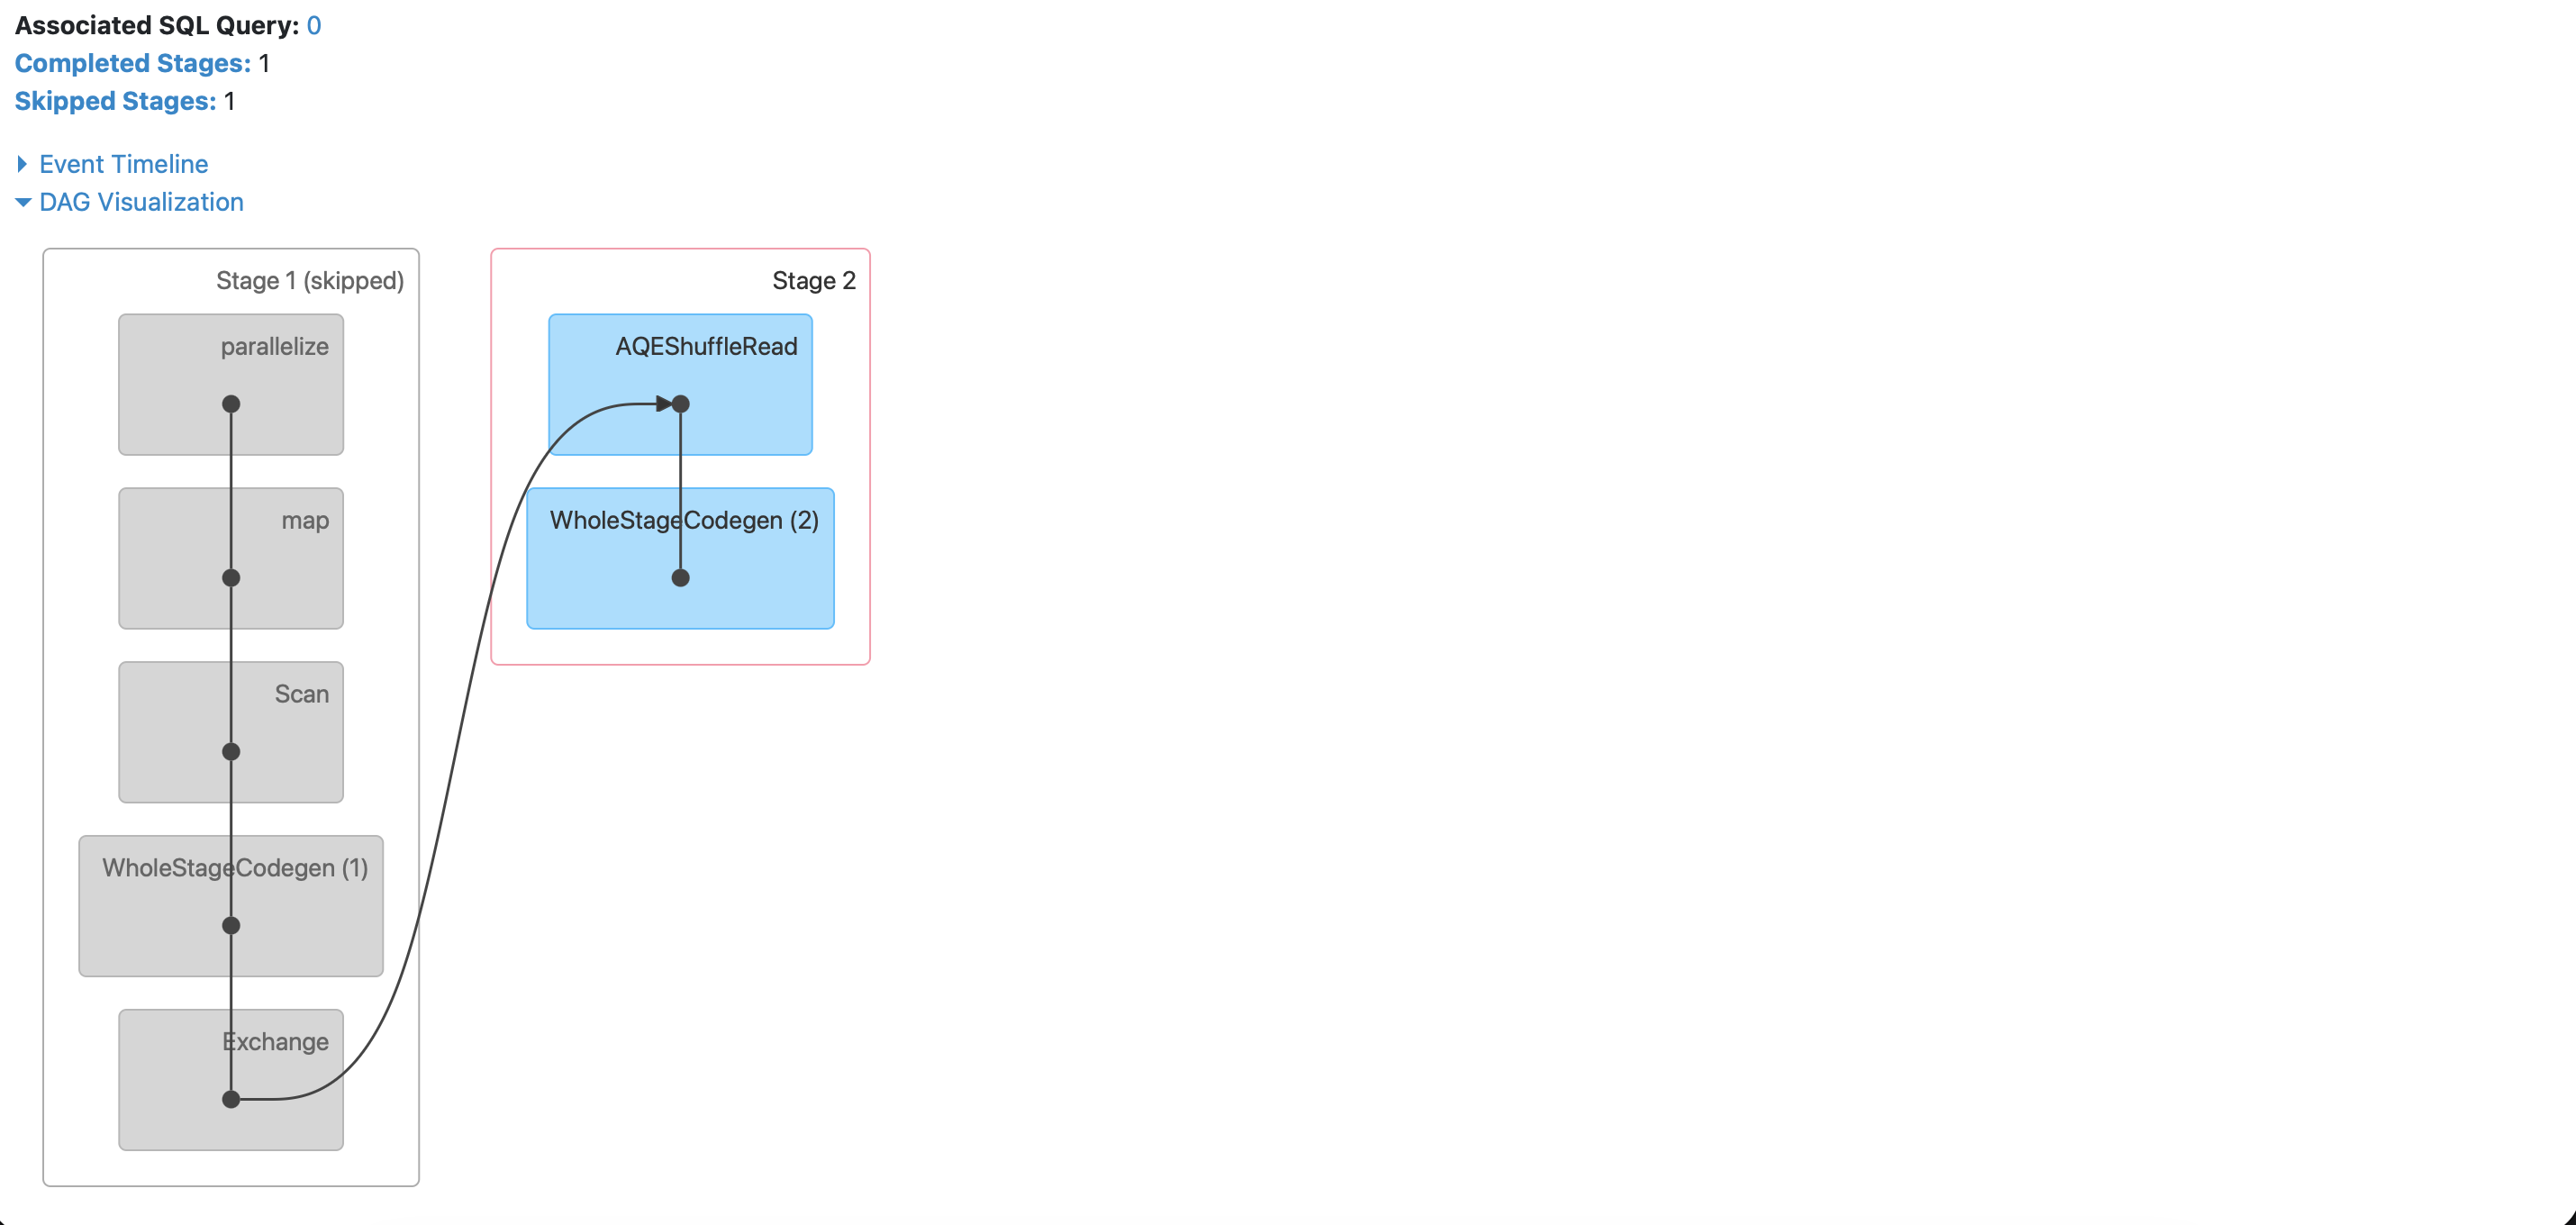 Associated SQL Query: 0
Completed Stages: 1
Skipped Stages: 1
Event Timeline
DAG Visualization
Stage 1 (skipped)
parallelize
map
Scan
WholeStageCodegen (1)
Exchange
Stage 2
AQEShuffleRead
WholeStageCodegen (2)